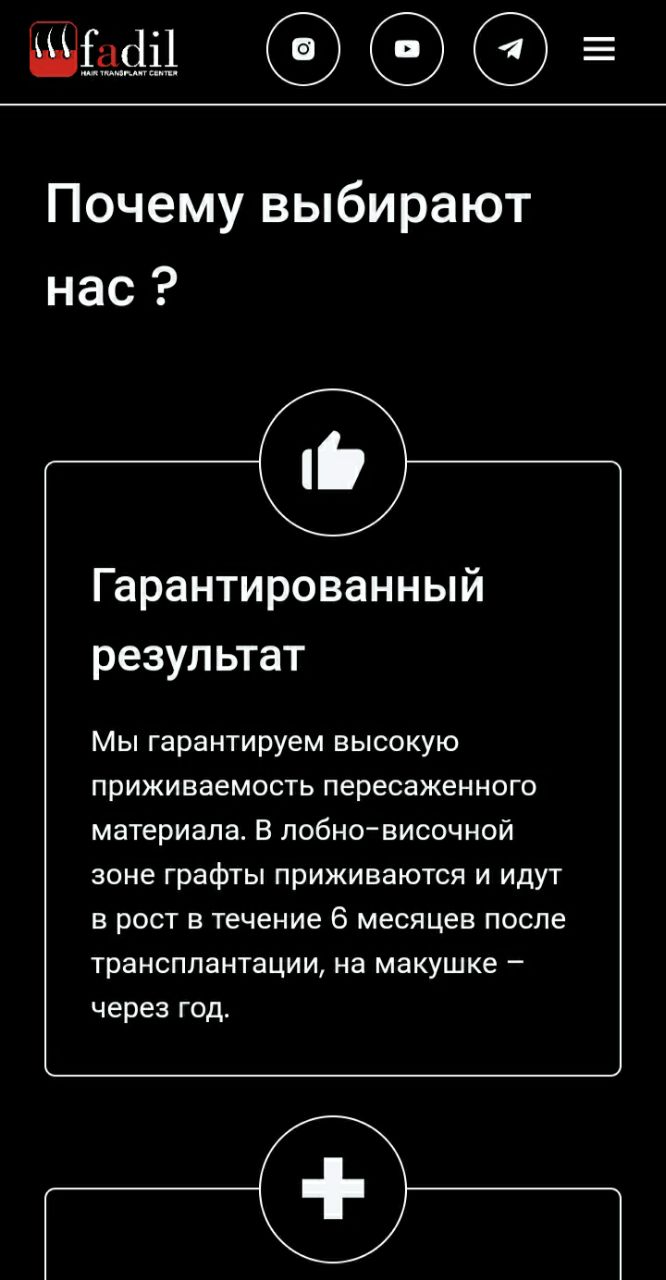 fadil
HAIR TRANSPLANT CENTER
Почему выбирают
нас ?
Гарантированный
результат
Мы гарантируем высокую
приживаемость пересаженного
материала. В лобно-височной
зоне графты приживаются и идут
в рост в течение 6 месяцев после
трансплантации, на макушке –
через год.